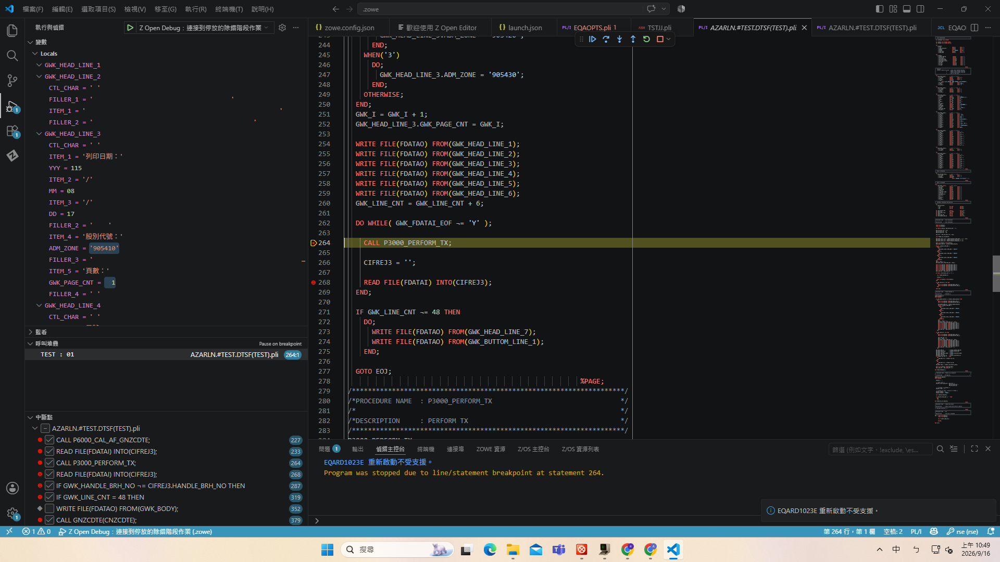 檔案(F) 編輯(E) 選取項目(S) 檢視(V) 移至(G) 執行(R) 終端機(T) 說明(H)
.zowe
執行與偵錯
Z Open Debug：連接到停放的除錯階段作業
zowe.config.json
歡迎使用 Z Open Editor
launch.json
PL/I EQAOPTS.pli 1
ASM TSTJJ.pli
PL/I AZARLN.#TEST.DTSF(TEST).pli
PL/I AZARLN.#TEST.DTSF(TEST).pli
JCL EQAO
變數
Locals
GWK_HEAD_LINE_1
GWK_HEAD_LINE_2
CTL_CHAR = ' '
FILLER_1 = ' '
ITEM_1 = ' '
FILLER_2 = ' '
GWK_HEAD_LINE_3
CTL_CHAR = ' '
ITEM_1 = '列印日期：'
YYY = 115
ITEM_2 = '/'
MM = 08
ITEM_3 = '/'
DD = 17
FILLER_2 = '    '
ITEM_4 = '股別代號：'
ADM_ZONE = '905410'
FILLER_3 = ' …
ITEM_5 = '頁數：'
GWK_PAGE_CNT =   1
FILLER_4 = ' '
GWK_HEAD_LINE_4
CTL_CHAR = ' '
監看
呼叫堆疊 Pause on breakpoint
TEST : 01 AZARLN.#TEST.DTSF(TEST).pli 264:1
中斷點
AZARLN.#TEST.DTSF(TEST).pli
CALL P6000_CAL_AF_GNZCDTE; 227
READ FILE(FDATAI) INTO(CIFREJ3); 233
CALL P3000_PERFORM_TX; 264
READ FILE(FDATAI) INTO(CIFREJ3); 268
IF GWK_HANDLE_BRH_NO ¬= CIFREJ3.HANDLE_BRH_NO THEN 287
IF GWK_LINE_CNT = 48 THEN 319
WRITE FILE(FDATAO) FROM(GWK_BODY); 352
CALL GNZCDTE(CNZCDTE); 379
244 END;
245 WHEN('3')
246 DO;
247 GWK_HEAD_LINE_3.ADM_ZONE = '905430';
248 END;
249 OTHERWISE;
250 END;
251 GWK_I = GWK_I + 1;
252 GWK_HEAD_LINE_3.GWK_PAGE_CNT = GWK_I;
253
254 WRITE FILE(FDATAO) FROM(GWK_HEAD_LINE_1);
255 WRITE FILE(FDATAO) FROM(GWK_HEAD_LINE_2);
256 WRITE FILE(FDATAO) FROM(GWK_HEAD_LINE_3);
257 WRITE FILE(FDATAO) FROM(GWK_HEAD_LINE_4);
258 WRITE FILE(FDATAO) FROM(GWK_HEAD_LINE_5);
259 WRITE FILE(FDATAO) FROM(GWK_HEAD_LINE_6);
260 GWK_LINE_CNT = GWK_LINE_CNT + 6;
261
262 DO WHILE( GWK_FDATAI_EOF ¬= 'Y' );
263
264 CALL P3000_PERFORM_TX;
265
266 CIFREJ3 = '';
267
268 READ FILE(FDATAI) INTO(CIFREJ3);
269 END;
270
271 IF GWK_LINE_CNT ¬= 48 THEN
272 DO;
273 WRITE FILE(FDATAO) FROM(GWK_HEAD_LINE_7);
274 WRITE FILE(FDATAO) FROM(GWK_BUTTOM_LINE_1);
275 END;
276
277 GOTO EOJ;
278 %PAGE;
279 /********************************************************************/
280 /*PROCEDURE NAME  : P3000_PERFORM_TX */
281 /* */
282 /*DESCRIPTION     : PERFORM TX */
283 /********************************************************************/
問題 1 輸出 偵錯主控台 終端機 連接埠 ZOWE 資源 Z/OS 主控台 Z/OS 資源列表
篩選 (例如文字、!exclude, \es...
EQARD1023E 重新啟動不受支援。
Program was stopped due to line/statement breakpoint at statement 264.
EQARD1023E 重新啟動不受支援。
1 0 Z Open Debug：連接到停放的除錯階段作業 (.zowe)
第 264 行，第 1 欄 空格: 2 PL/I rse (rse)
搜尋
中 ㄅ
上午 10:49
2026/9/16